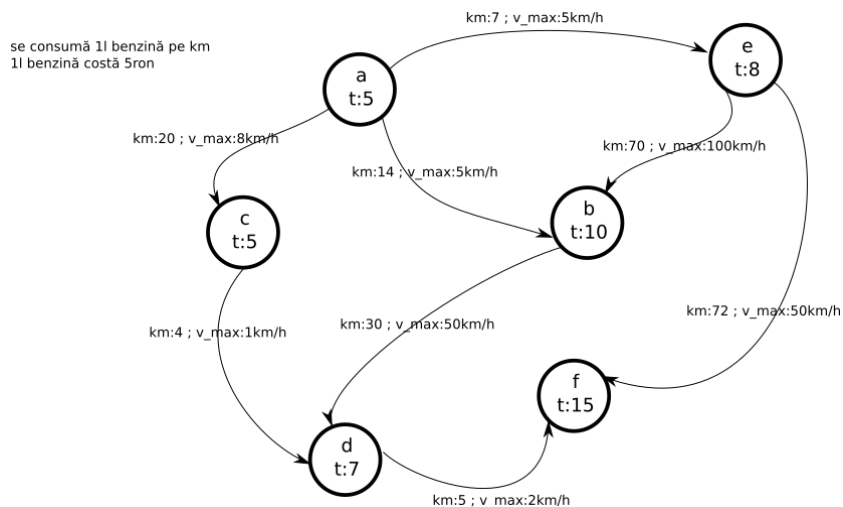 se consumă 1l benzină pe km
1l benzină costă 5ron
km:7 ; v_max:5km/h
a
t:5
e
t:8
km:20 ; v_max:8km/h
km:14 ; v_max:5km/h
km:70 ; v_max:100km/h
c
t:5
b
t:10
km:4 ; v_max:1km/h
km:30 ; v_max:50km/h
km:72 ; v_max:50km/h
f
t:15
d
t:7
km:5 ; v_max:2km/h